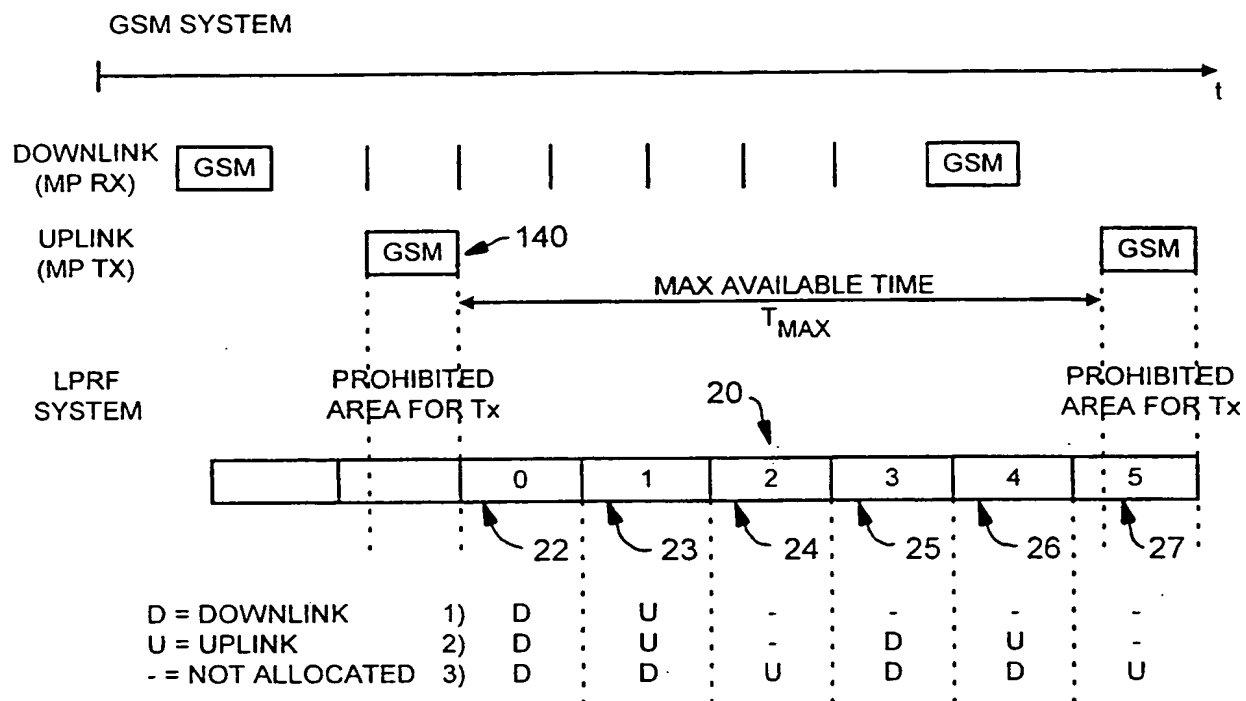 GSM SYSTEM
t
DOWNLINK
(MP RX)
GSM
GSM
UPLINK
(MP TX)
GSM
140
GSM
MAX AVAILABLE TIME
TMAX
LPRF
SYSTEM
PROHIBITED
AREA FOR Tx
20
PROHIBITED
AREA FOR Tx
0 1 2 3 4 5
22 23 24 25 26 27
D = DOWNLINK 1) D U - - - -
U = UPLINK 2) D U - D U -
- = NOT ALLOCATED 3) D D U D D U